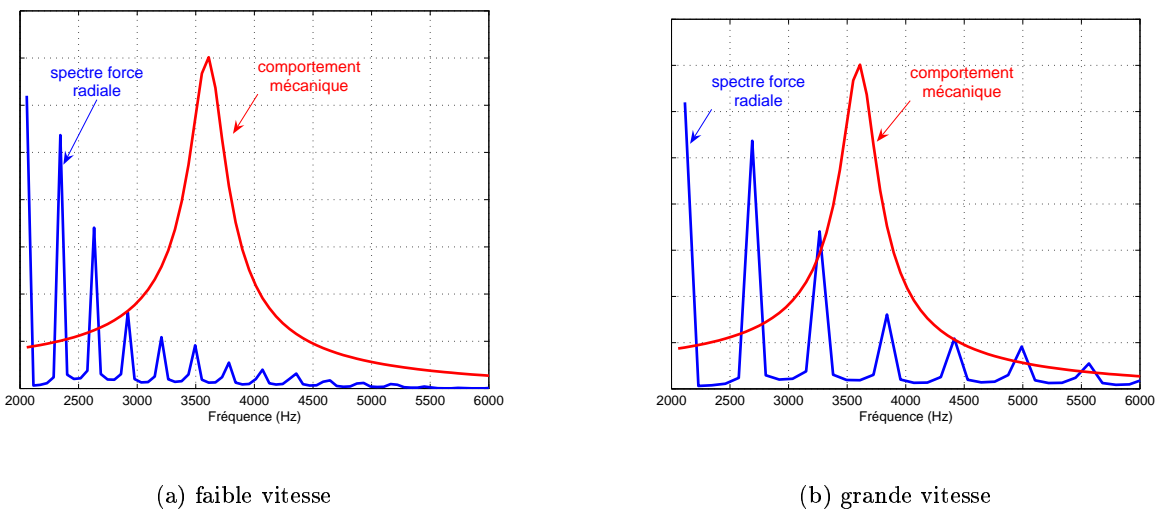 spectre force
radiale
comportement
mécanique
2000 2500 3000 3500 4000 4500 5000 5500 6000
Fréquence (Hz)
(a) faible vitesse
spectre force
radiale
comportement
mécanique
2000 2500 3000 3500 4000 4500 5000 5500 6000
Fréquence (Hz)
(b) grande vitesse